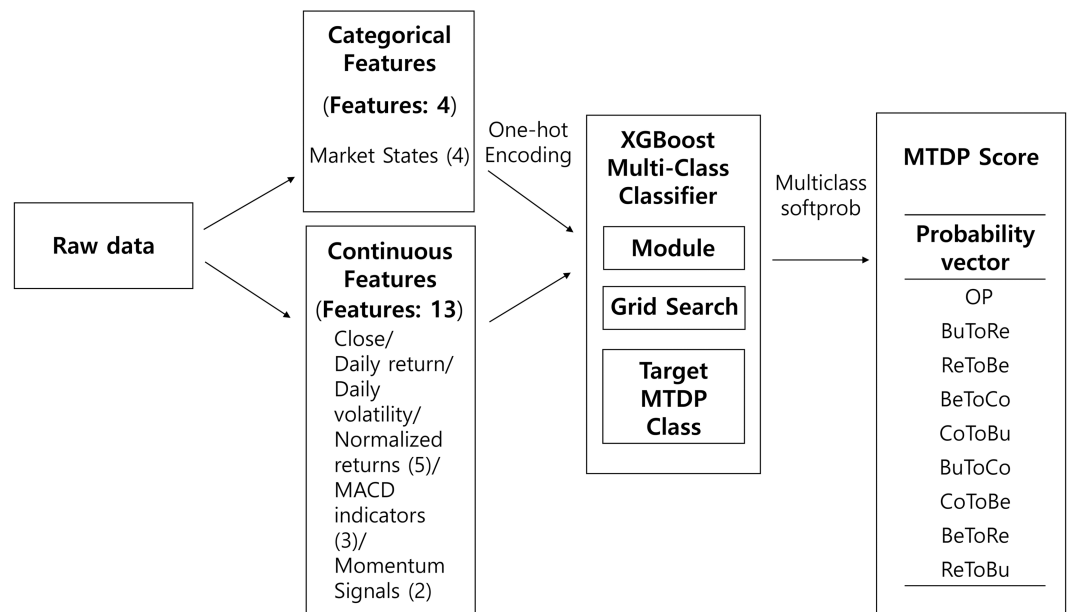 Raw data
Categorical
Features
(Features: 4)
Market States (4)
Continuous
Features
(Features: 13)
Close/
Daily return/
Daily
volatility/
Normalized
returns (5)/
MACD
indicators
(3)/
Momentum
Signals (2)
One-hot
Encoding
XGBoost
Multi-Class
Classifier
Module
Grid Search
Target
MTDP
Class
Multiclass
softprob
MTDP Score
Probability
vector
OP
BuToRe
ReToBe
BeToCo
CoToBu
BuToCo
CoToBe
BeToRe
ReToBu